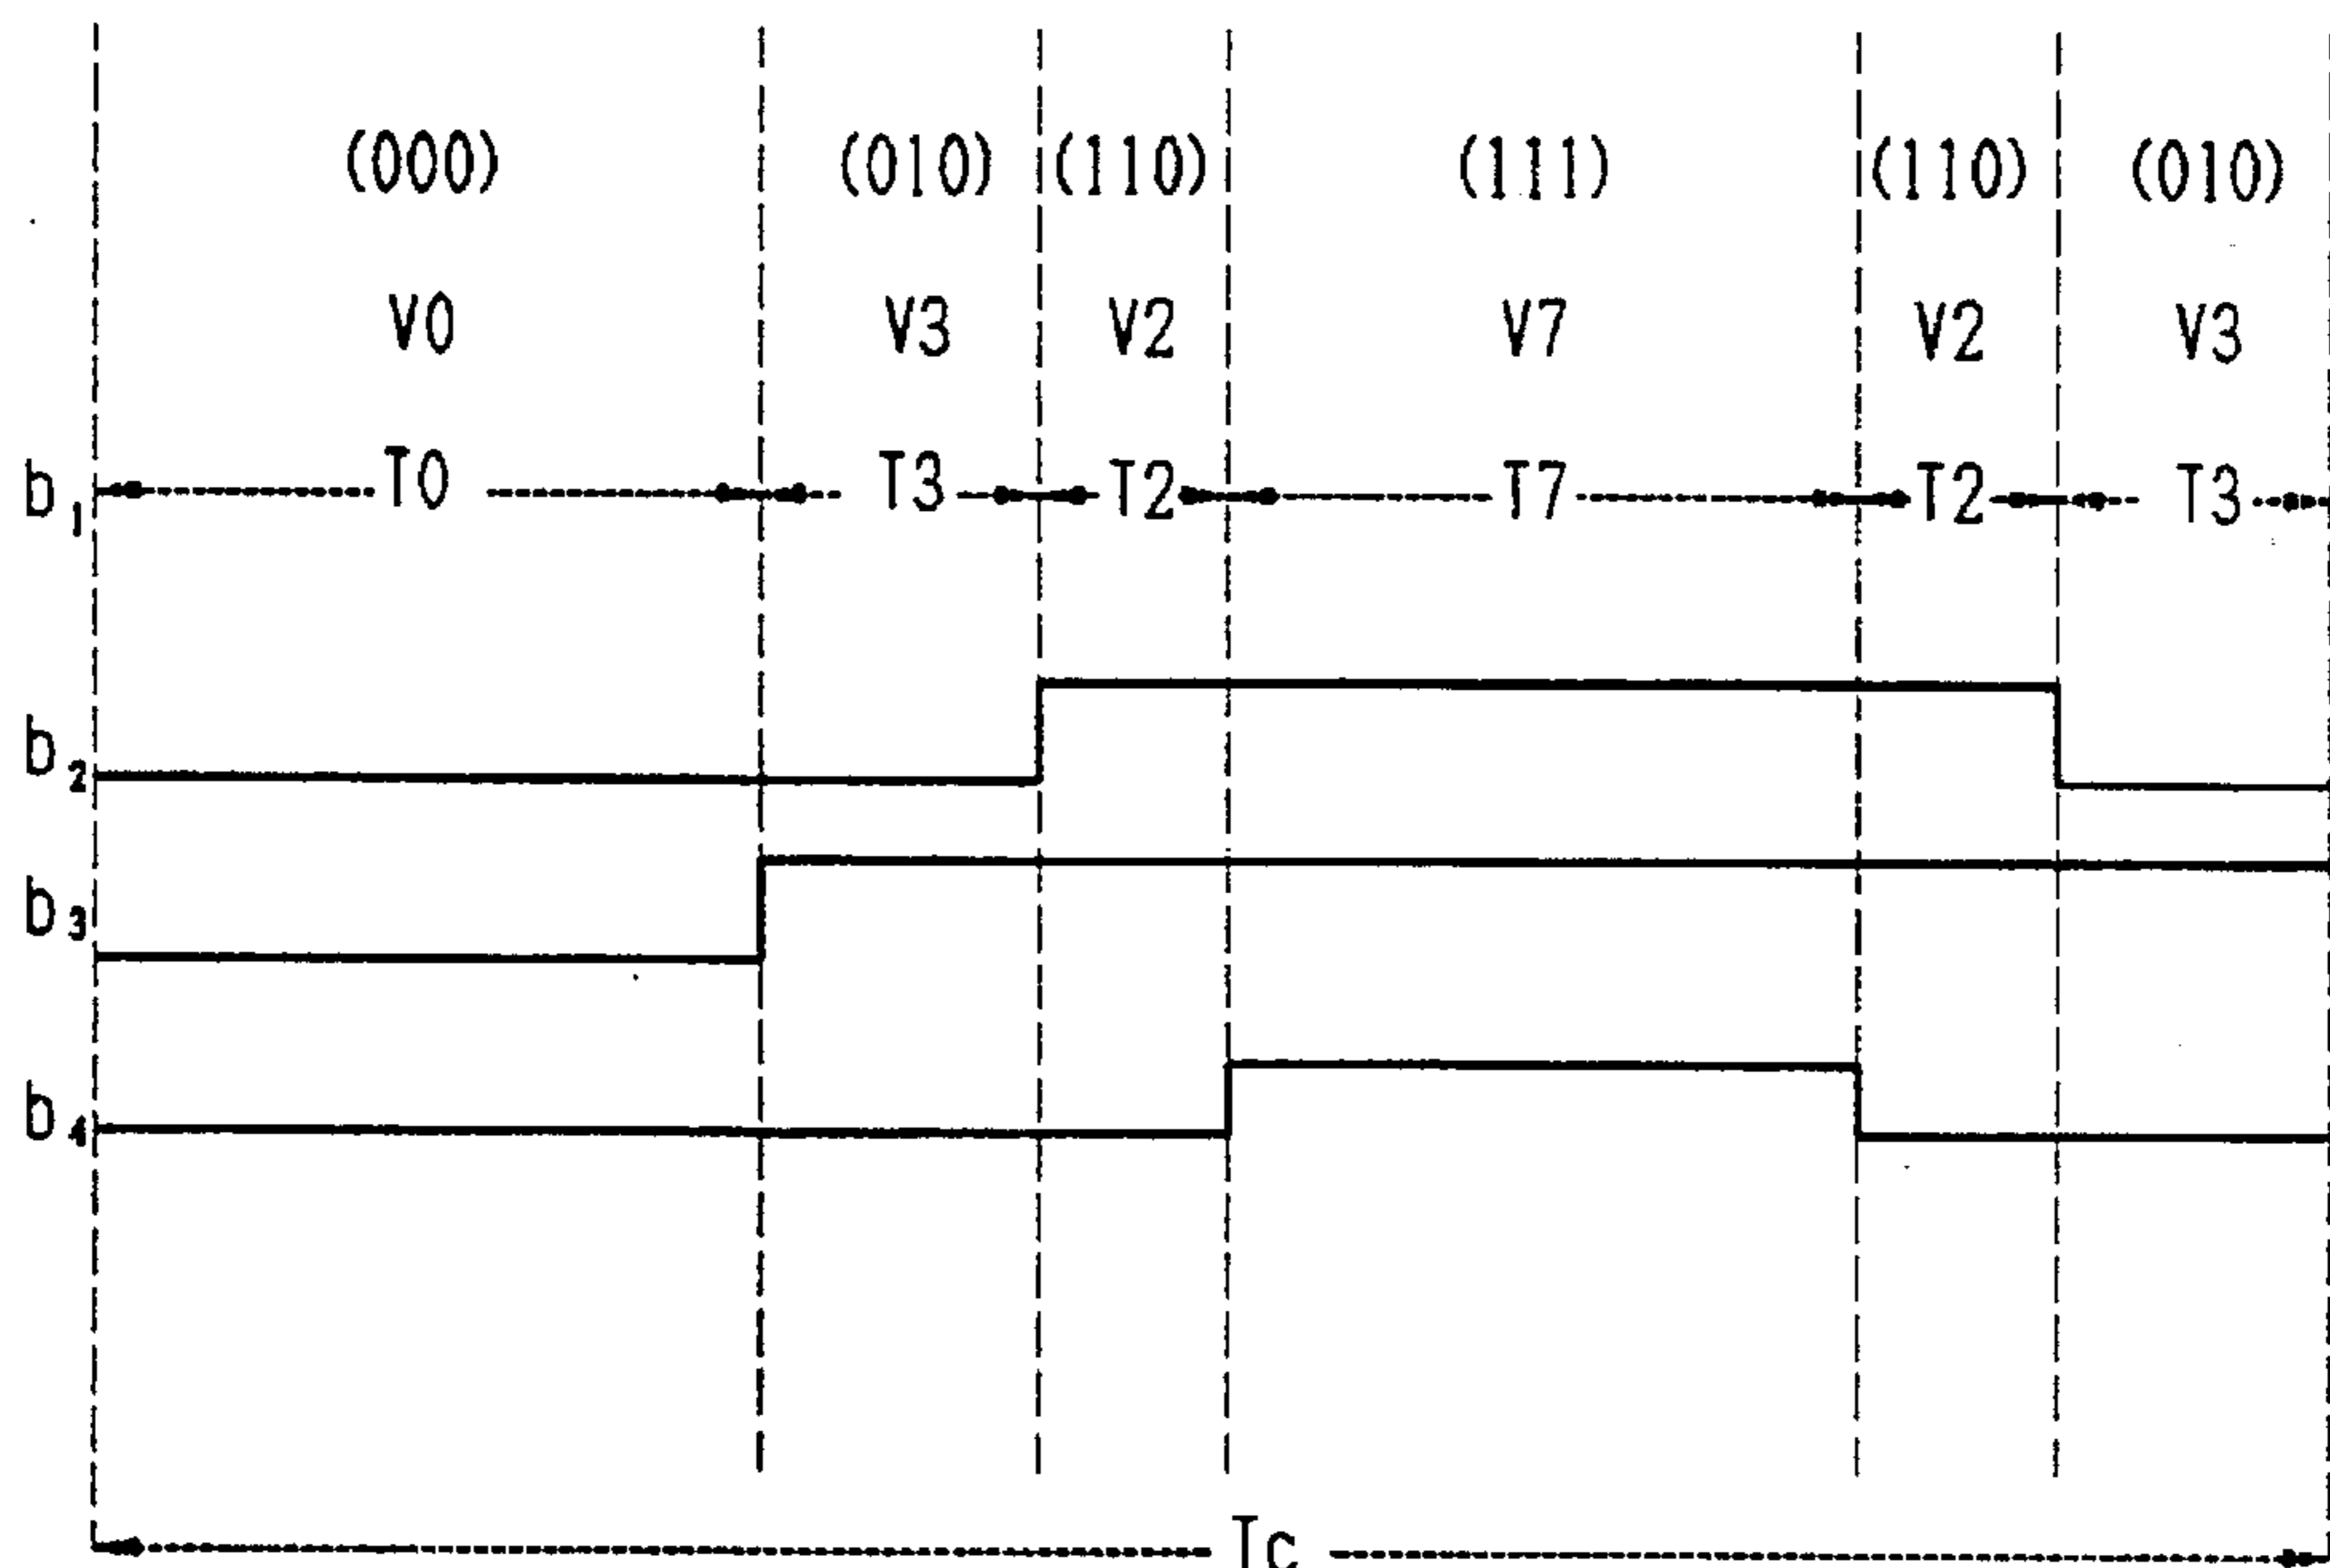 (000) (010) (110) (111) (110) (010)
V0 V3 V2 V7 V2 V3
b1 T0 T3 T2 T7 T2 T3
b2
b3
b4
Tc